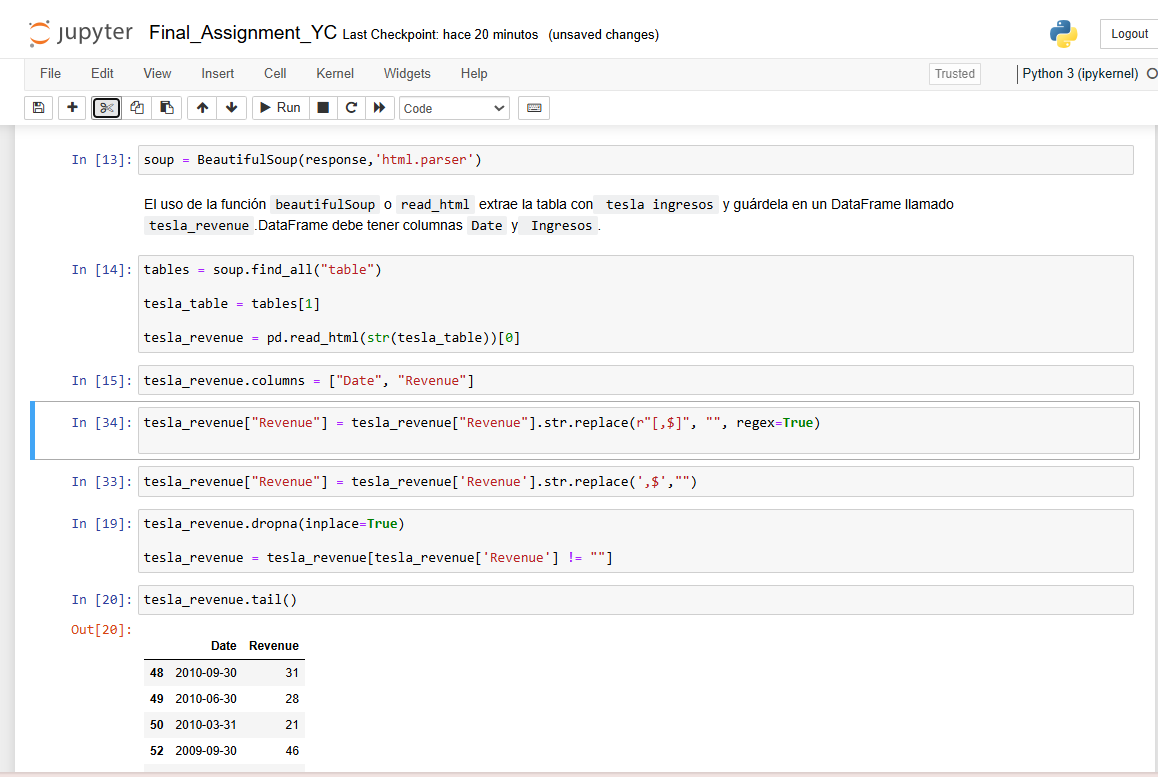 jupyter Final_Assignment_YC Last Checkpoint: hace 20 minutos (unsaved changes) Logout
File Edit View Insert Cell Kernel Widgets Help Trusted Python 3 (ipykernel)
Run Code
In [13]: soup = BeautifulSoup(response,'html.parser')
El uso de la función beautifulSoup o read_html extrae la tabla con tesla ingresos y guárdela en un DataFrame llamado
tesla_revenue .DataFrame debe tener columnas Date y Ingresos .
In [14]: tables = soup.find_all("table")
tesla_table = tables[1]
tesla_revenue = pd.read_html(str(tesla_table))[0]
In [15]: tesla_revenue.columns = ["Date", "Revenue"]
In [34]: tesla_revenue["Revenue"] = tesla_revenue["Revenue"].str.replace(r"[,$]", "", regex=True)
In [33]: tesla_revenue["Revenue"] = tesla_revenue['Revenue'].str.replace(',$',"")
In [19]: tesla_revenue.dropna(inplace=True)
tesla_revenue = tesla_revenue[tesla_revenue['Revenue'] != ""]
In [20]: tesla_revenue.tail()
Out[20]:
Date Revenue
48 2010-09-30 31
49 2010-06-30 28
50 2010-03-31 21
52 2009-09-30 46